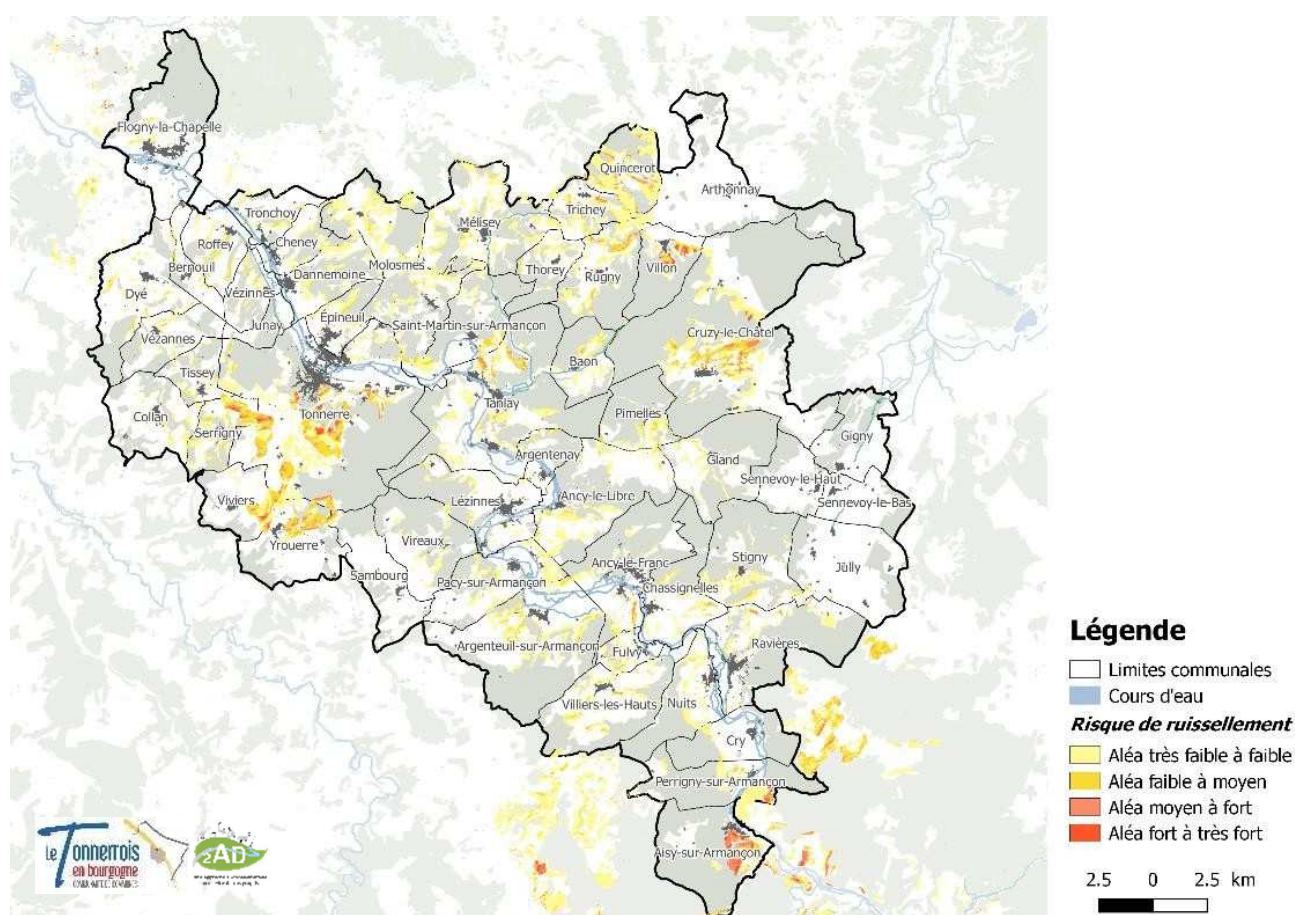 Flogny-la-Chapelle
Quincerot
Arthonnay
Trichey
Tronchoy
Mélisey
Roffey
Cheney
Molosmes
Thorey
Villon
Bernouil
Dannemoine
Rugny
Dyé
Vézinnes
Junay
Épineuil
Saint-Martin-sur-Armançon
Cruzy-le-Châtel
Vézannes
Baon
Tissey
Tanlay
Collan
Tonnerre
Pimelles
Serrigny
Gigny
Argentenay
Gland
Sennevoy-le-Haut
Viviers
Lézinnes
Ancy-le-Libre
Sennevoy-le-Bas
Yrouerre
Vireaux
Stigny
Ancy-le-Franc
Jully
Sambourg
Pacy-sur-Armançon
Chassignelles
Argenteuil-sur-Armançon
Fulvy
Ravières
Villiers-les-Hauts
Nuits
Cry
Perrigny-sur-Armançon
Aisy-sur-Armançon
Le Tonnerrois
en bourgogne
COMMUNAUTÉ DE COMMUNES
2AD
Légende
Limites communales
Cours d'eau
Risque de ruissellement
Aléa très faible à faible
Aléa faible à moyen
Aléa moyen à fort
Aléa fort à très fort
2.5 0 2.5 km